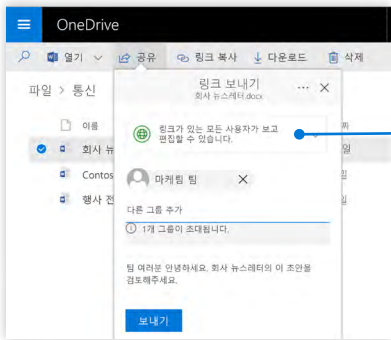 OneDrive
열기 공유 링크 복사 다운로드 삭제
파일 > 통신
링크 보내기 ... ×
회사 뉴스레터.docx
이름
링크가 있는 모든 사용자가 보고
편집할 수 있습니다.
회사 뉴
마케팅 팀 ×
Contos
행사 전
다른 그룹 추가
1개 그룹이 초대됩니다.
팀 여러분 안녕하세요. 회사 뉴스레터의 이 초안을
검토해주세요.
보내기